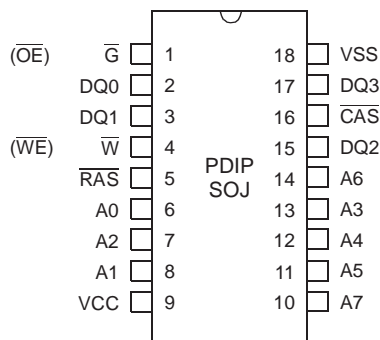 (OE) G 1 18 VSS
DQ0 2 17 DQ3
DQ1 3 16 CAS
(WE) W 4 15 DQ2
PDIP
RAS 5 14 A6
SOJ
A0 6 13 A3
A2 7 12 A4
A1 8 11 A5
VCC 9 10 A7